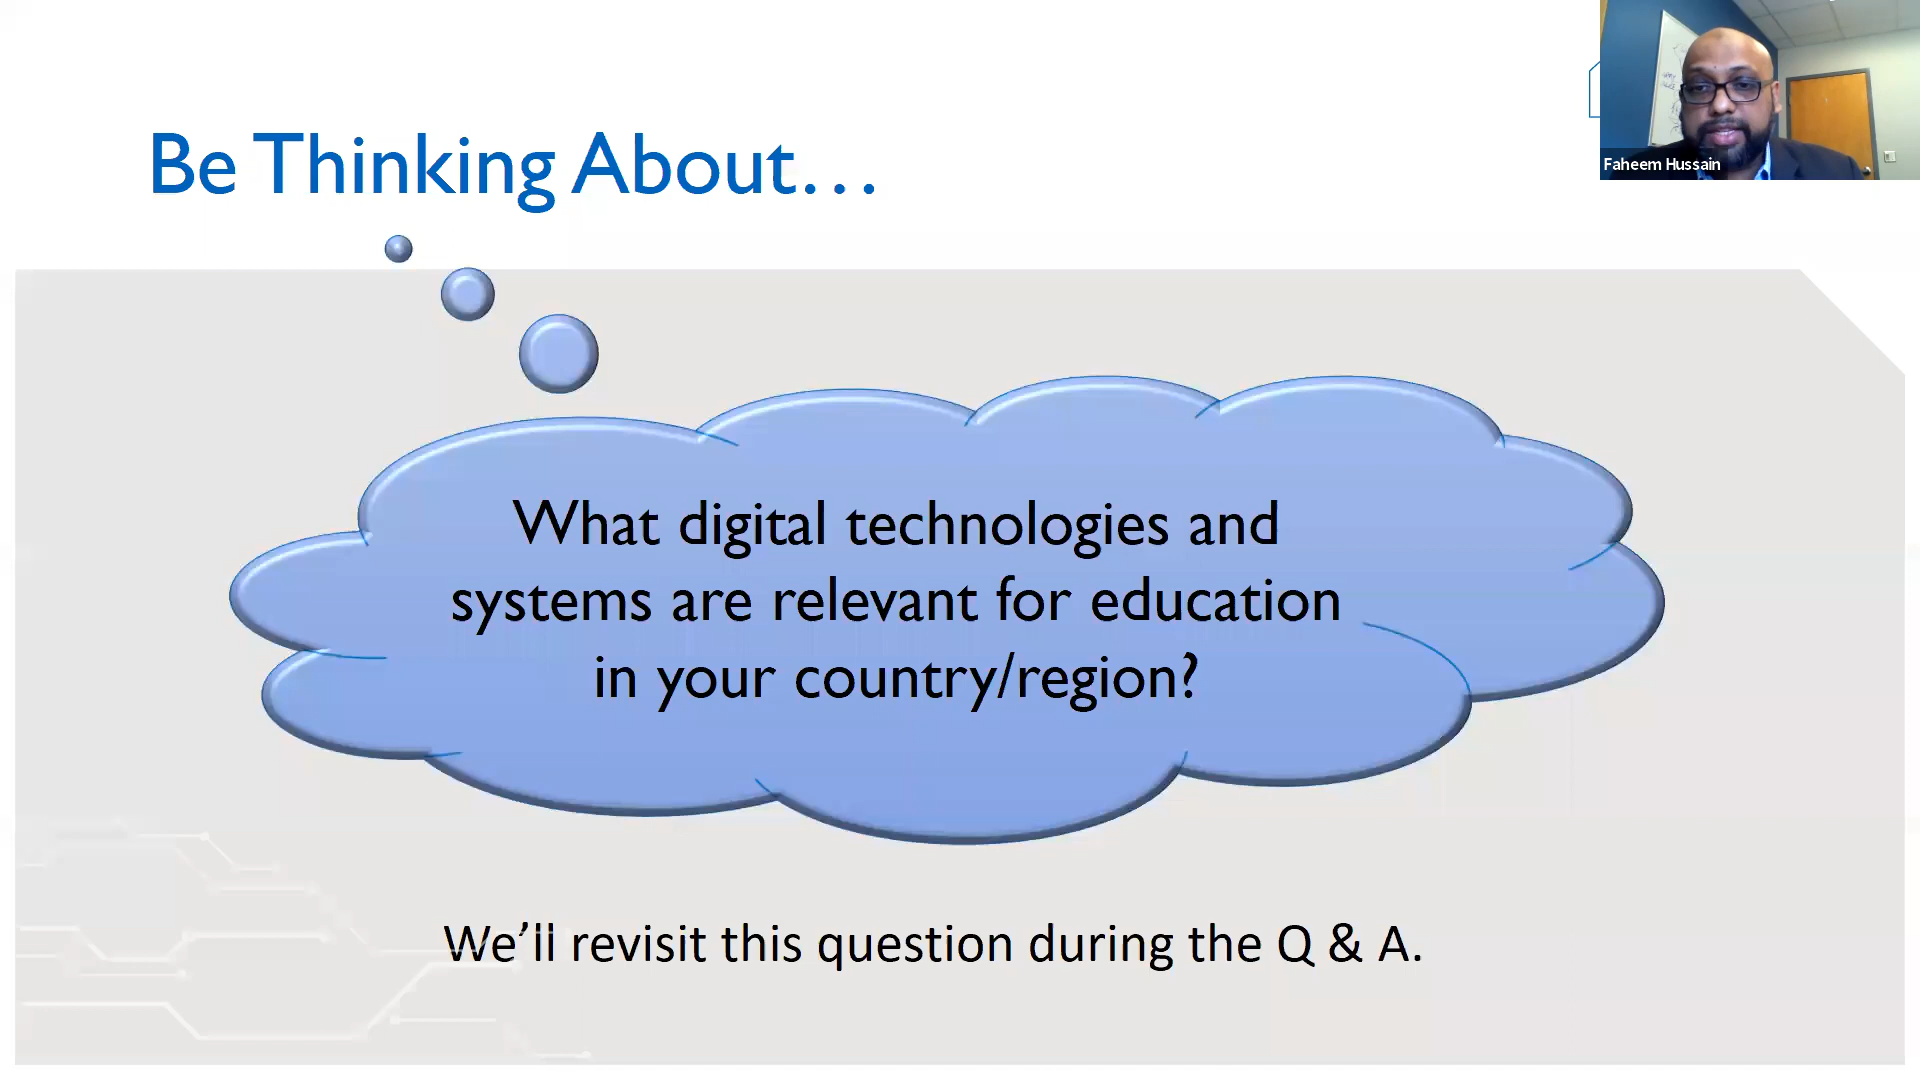 Be Thinking About…
Faheem Hussain
What digital technologies and
systems are relevant for education
in your country/region?
We’ll revisit this question during the Q & A.